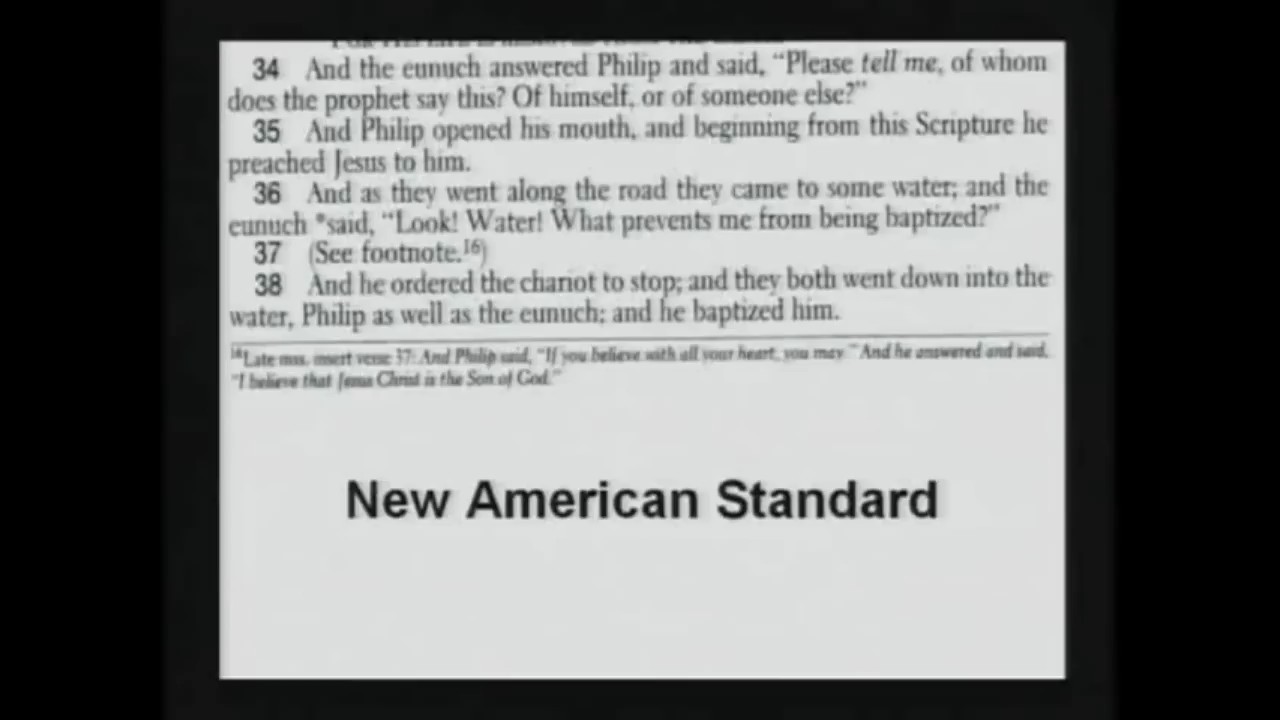 34 And the eunuch answered Philip and said, “Please tell me, of whom
does the prophet say this? Of himself, or of someone else?”
35 And Philip opened his mouth, and beginning from this Scripture he
preached Jesus to him.
36 And as they went along the road they came to some water; and the
eunuch *said, “Look! Water! What prevents me from being baptized?”
37 (See footnote.¹⁶)
38 And he ordered the chariot to stop; and they both went down into the
water, Philip as well as the eunuch; and he baptized him.
¹⁶Late mss. insert verse 37: And Philip said, “If you believe with all your heart, you may.” And he answered and said,
“I believe that Jesus Christ is the Son of God.”
New American Standard